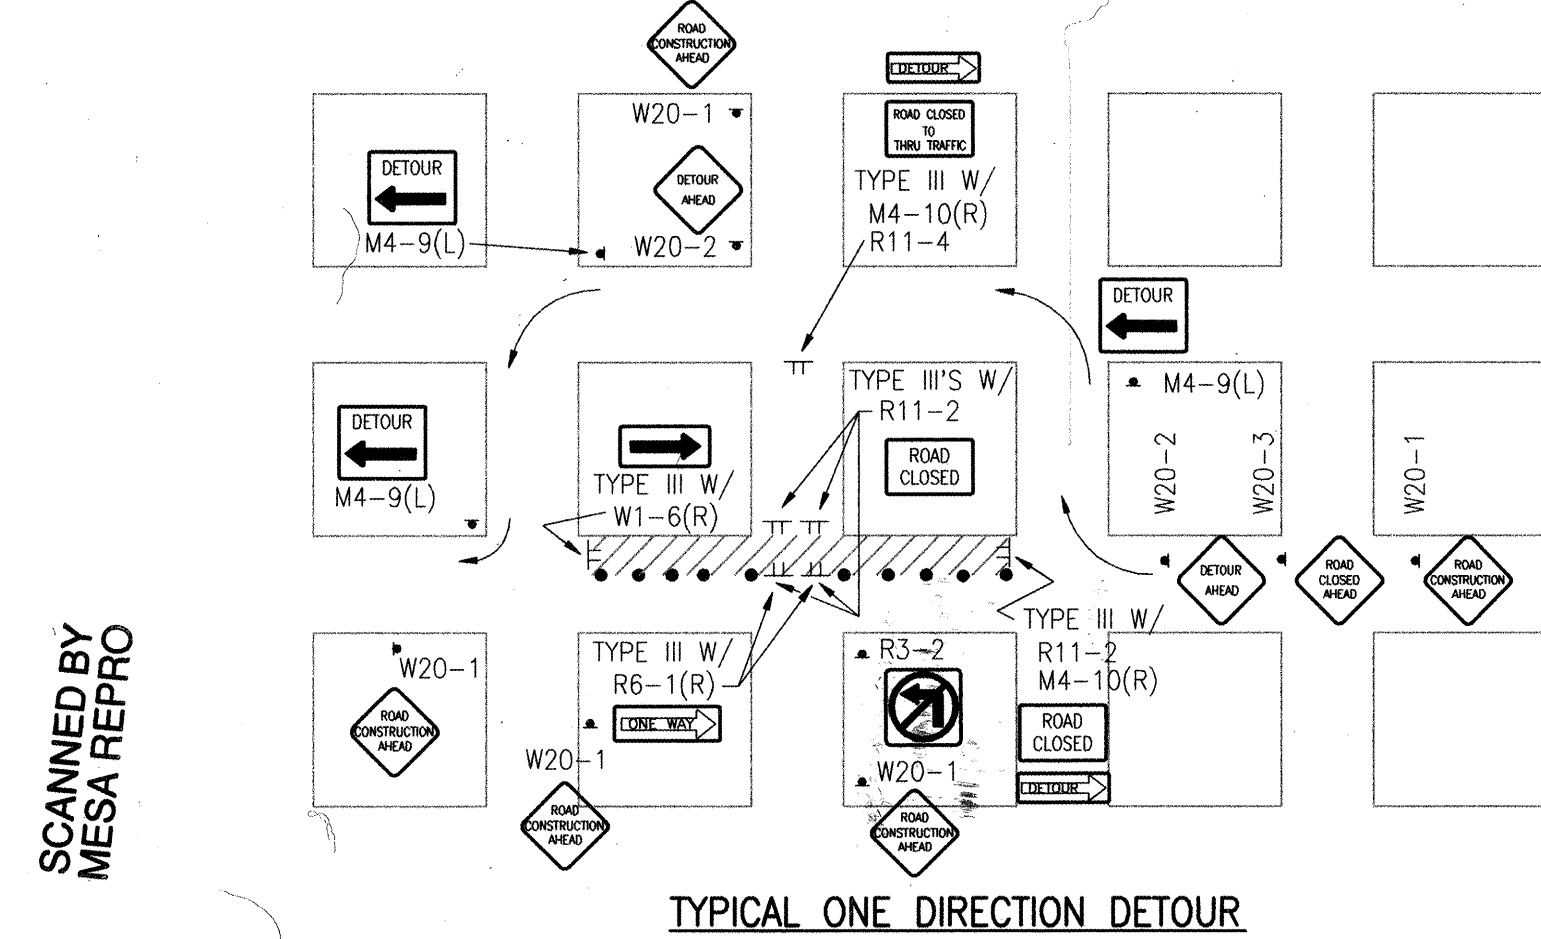 ROAD
CONSTRUCTION
AHEAD
W20-1
DETOUR
AHEAD
W20-2
DETOUR
M4-9(L)
DETOUR
ROAD CLOSED
TO
THRU TRAFFIC
TYPE III W/
M4-10(R)
R11-4
DETOUR
M4-9(L)
W20-2
W20-3
W20-1
DETOUR
M4-9(L)
TYPE III W/
W1-6(R)
TYPE III'S W/
R11-2
ROAD
CLOSED
DETOUR
AHEAD
ROAD
CLOSED
AHEAD
ROAD
CONSTRUCTION
AHEAD
W20-1
ROAD
CONSTRUCTION
AHEAD
TYPE III W/
R6-1(R)
ONE WAY
W20-1
ROAD
CONSTRUCTION
AHEAD
R3-2
W20-1
ROAD
CONSTRUCTION
AHEAD
TYPE III W/
R11-2
M4-10(R)
ROAD
CLOSED
DETOUR
SCANNED BY
MESA REPRO
TYPICAL ONE DIRECTION DETOUR